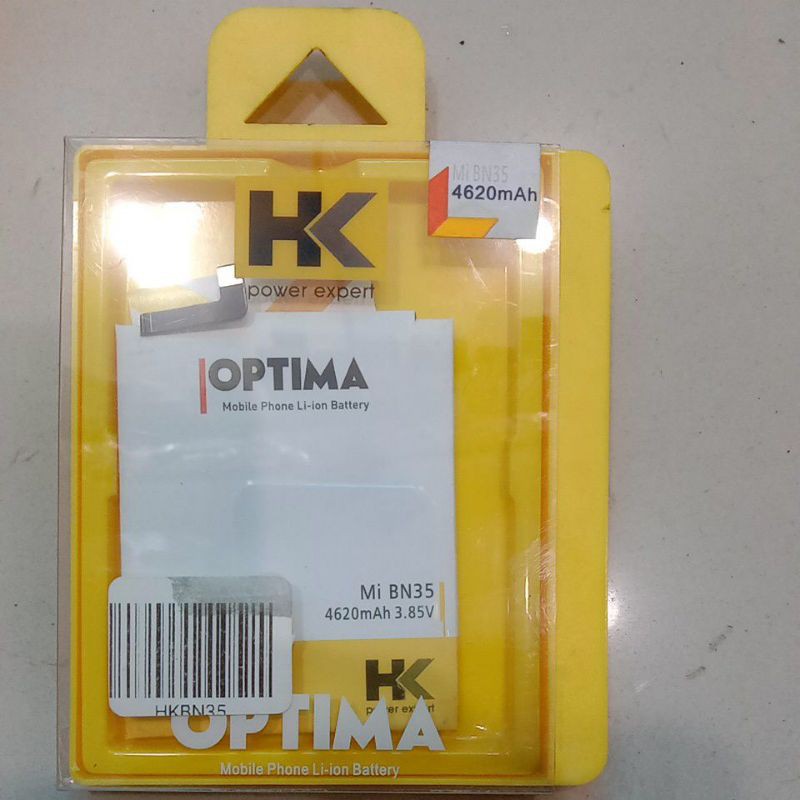 Mi BN35
4620mAh
HK
power expert
OPTIMA
Mobile Phone Li-ion Battery
Mi BN35
4620mAh 3.85V
HK
power expert
HKBN35
OPTIMA
Mobile Phone Li-ion Battery